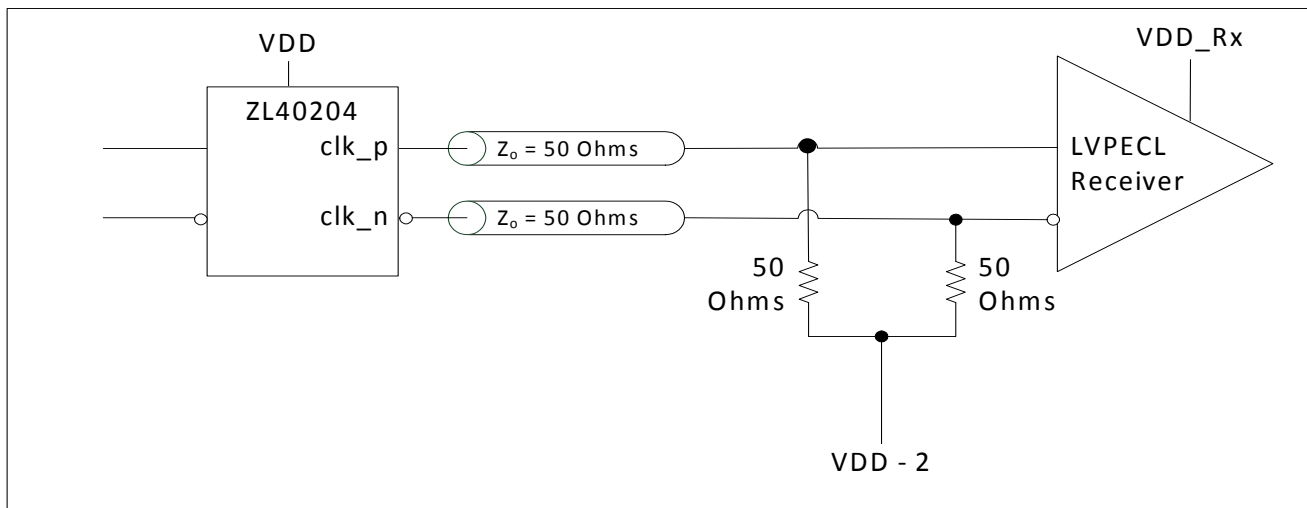 VDD
VDD_Rx
ZL40204
clk_p
Zₒ = 50 Ohms
LVPECL
Receiver
clk_n
Zₒ = 50 Ohms
50
Ohms
50
Ohms
VDD - 2